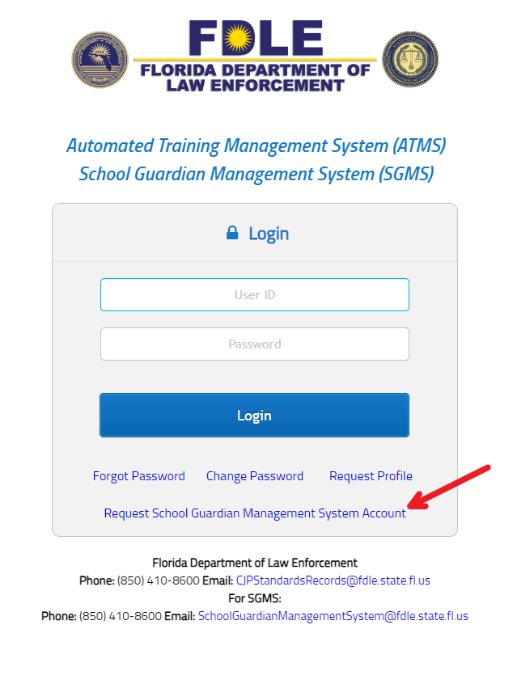 FDLE
FLORIDA DEPARTMENT OF
LAW ENFORCEMENT
Automated Training Management System (ATMS)
School Guardian Management System (SGMS)
Login
User ID
Password
Login
Forgot Password Change Password Request Profile
Request School Guardian Management System Account
Florida Department of Law Enforcement
Phone: (850) 410-8600 Email: CJPStandardsRecords@fdle.state.fl.us
For SGMS:
Phone: (850) 410-8600 Email: SchoolGuardianManagementSystem@fdle.state.fl.us